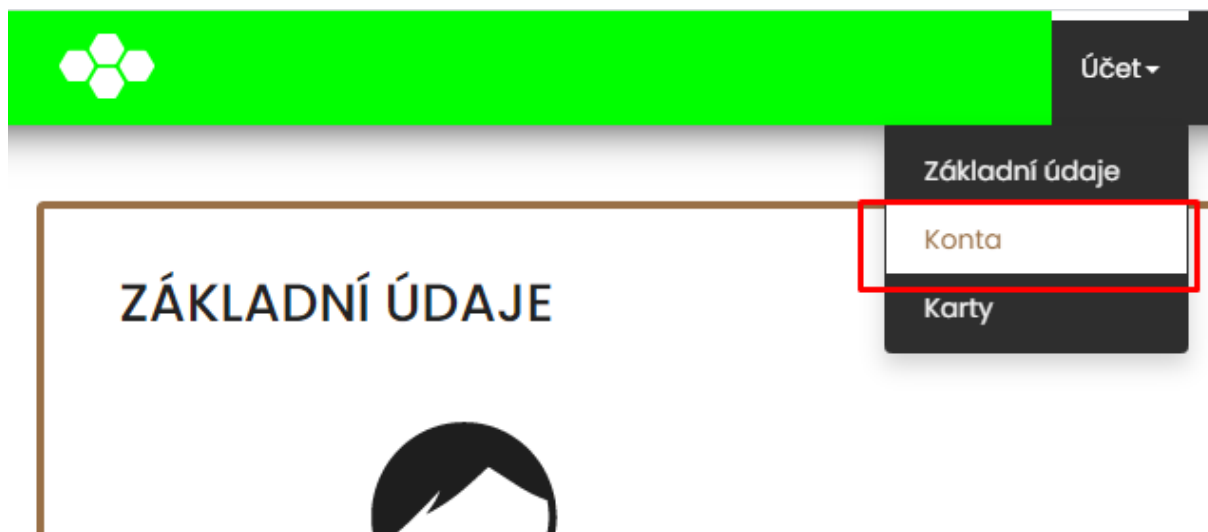 Účet
Základní údaje
Konta
Karty
ZÁKLADNÍ ÚDAJE